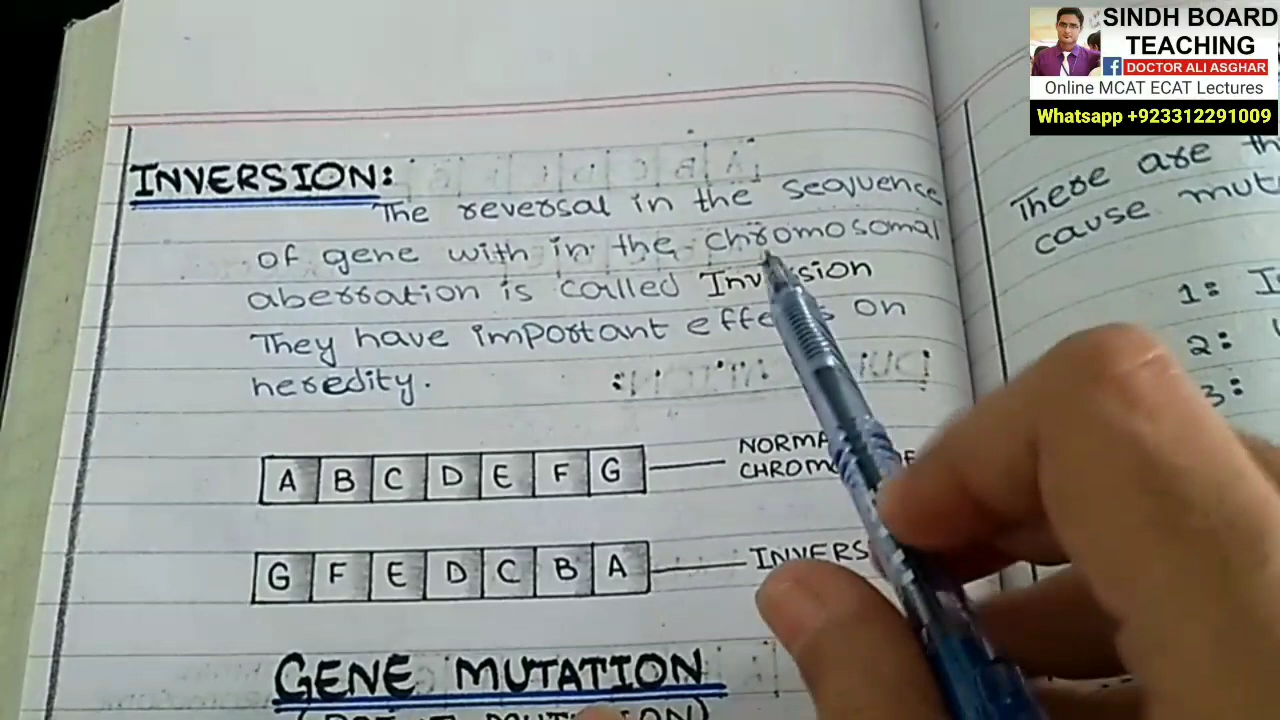 SINDH BOARD
TEACHING
f DOCTOR ALI ASGHAR
Online MCAT ECAT Lectures
Whatsapp +923312291009
INVERSION:
The reversal in the sequence
of gene with in the chromosomal
aberration is called Inversion
They have important effects on
heredity.
A B C D E F G
NORMAL
G F E D C B A
GENE MUTATION
These are
cause
1:
2:
3: